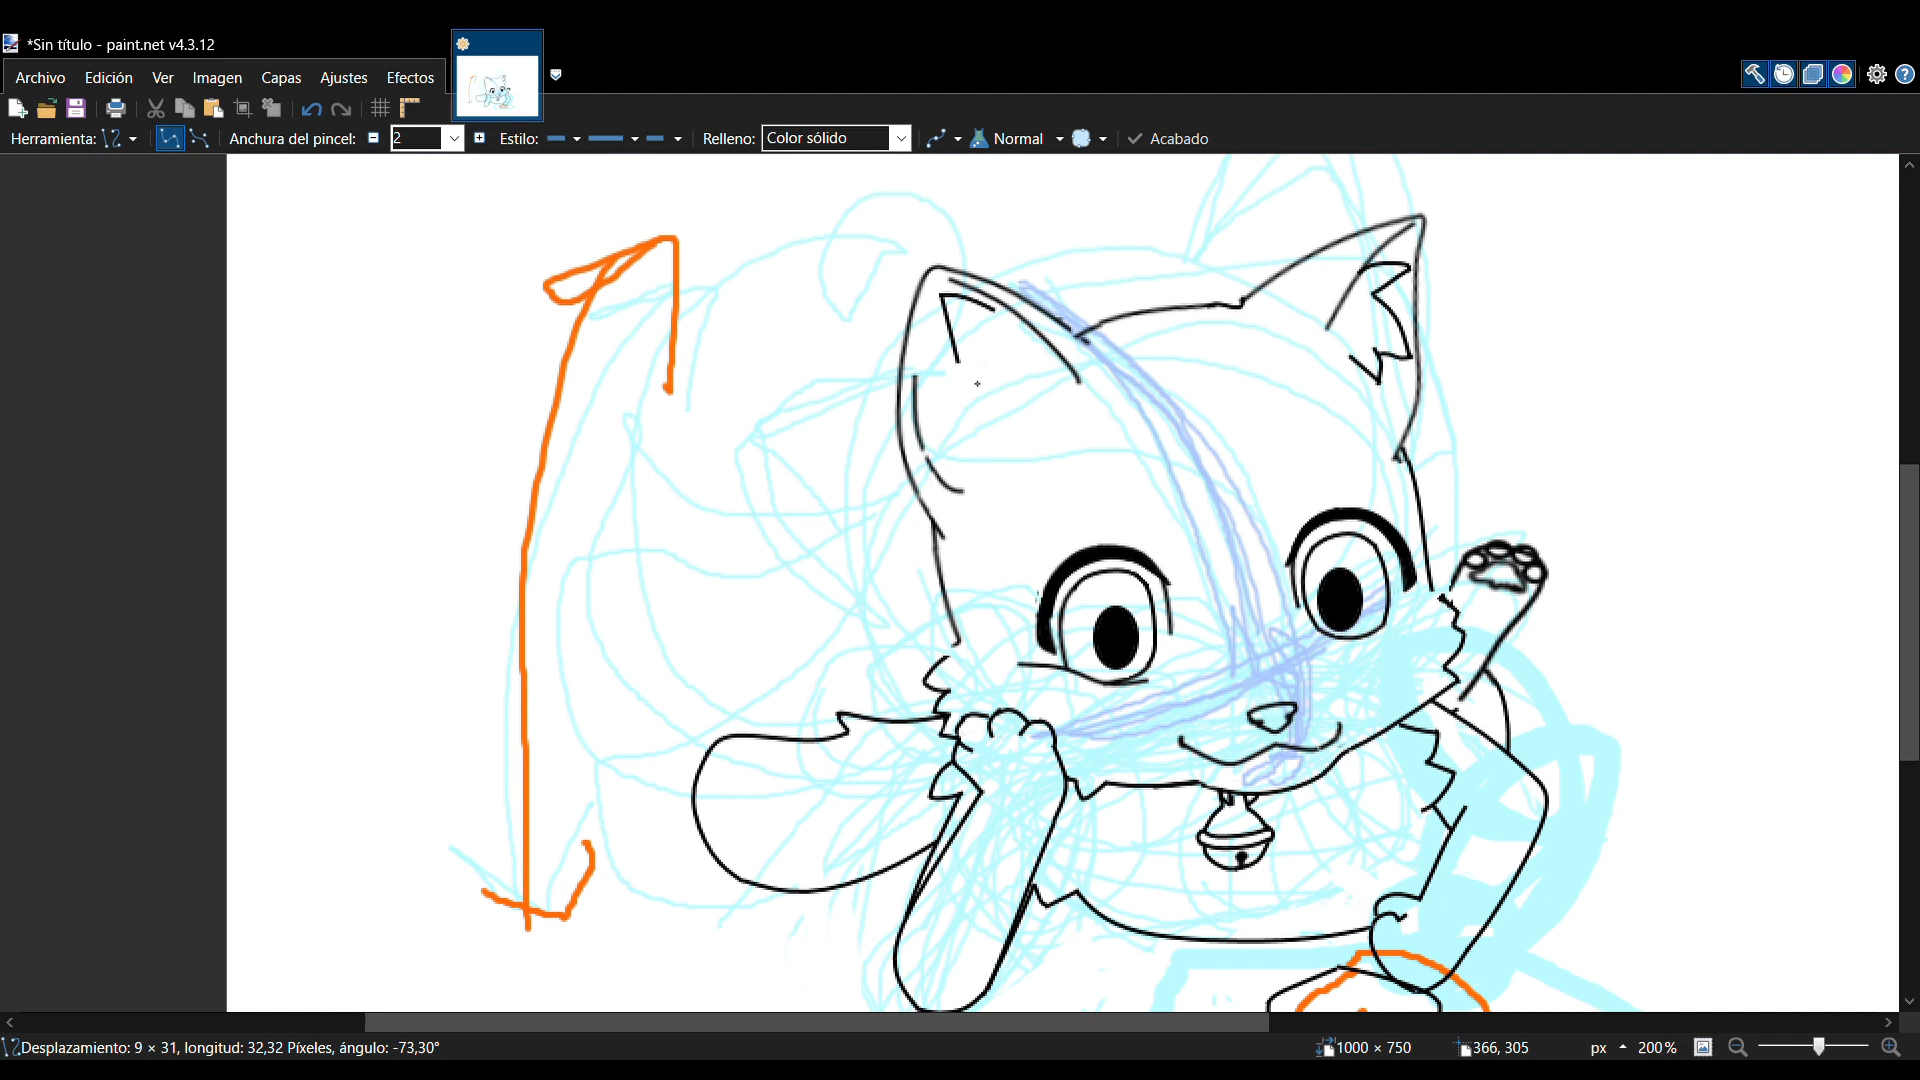 *Sin título - paint.net v4.3.12
Archivo Edición Ver Imagen Capas Ajustes Efectos
Herramienta: Anchura del pincel: 2 Estilo: Relleno: Color sólido Normal Acabado
Desplazamiento: 9 × 31, longitud: 32,32 Píxeles, ángulo: -73,30° 1000 × 750 366, 305 px 200%